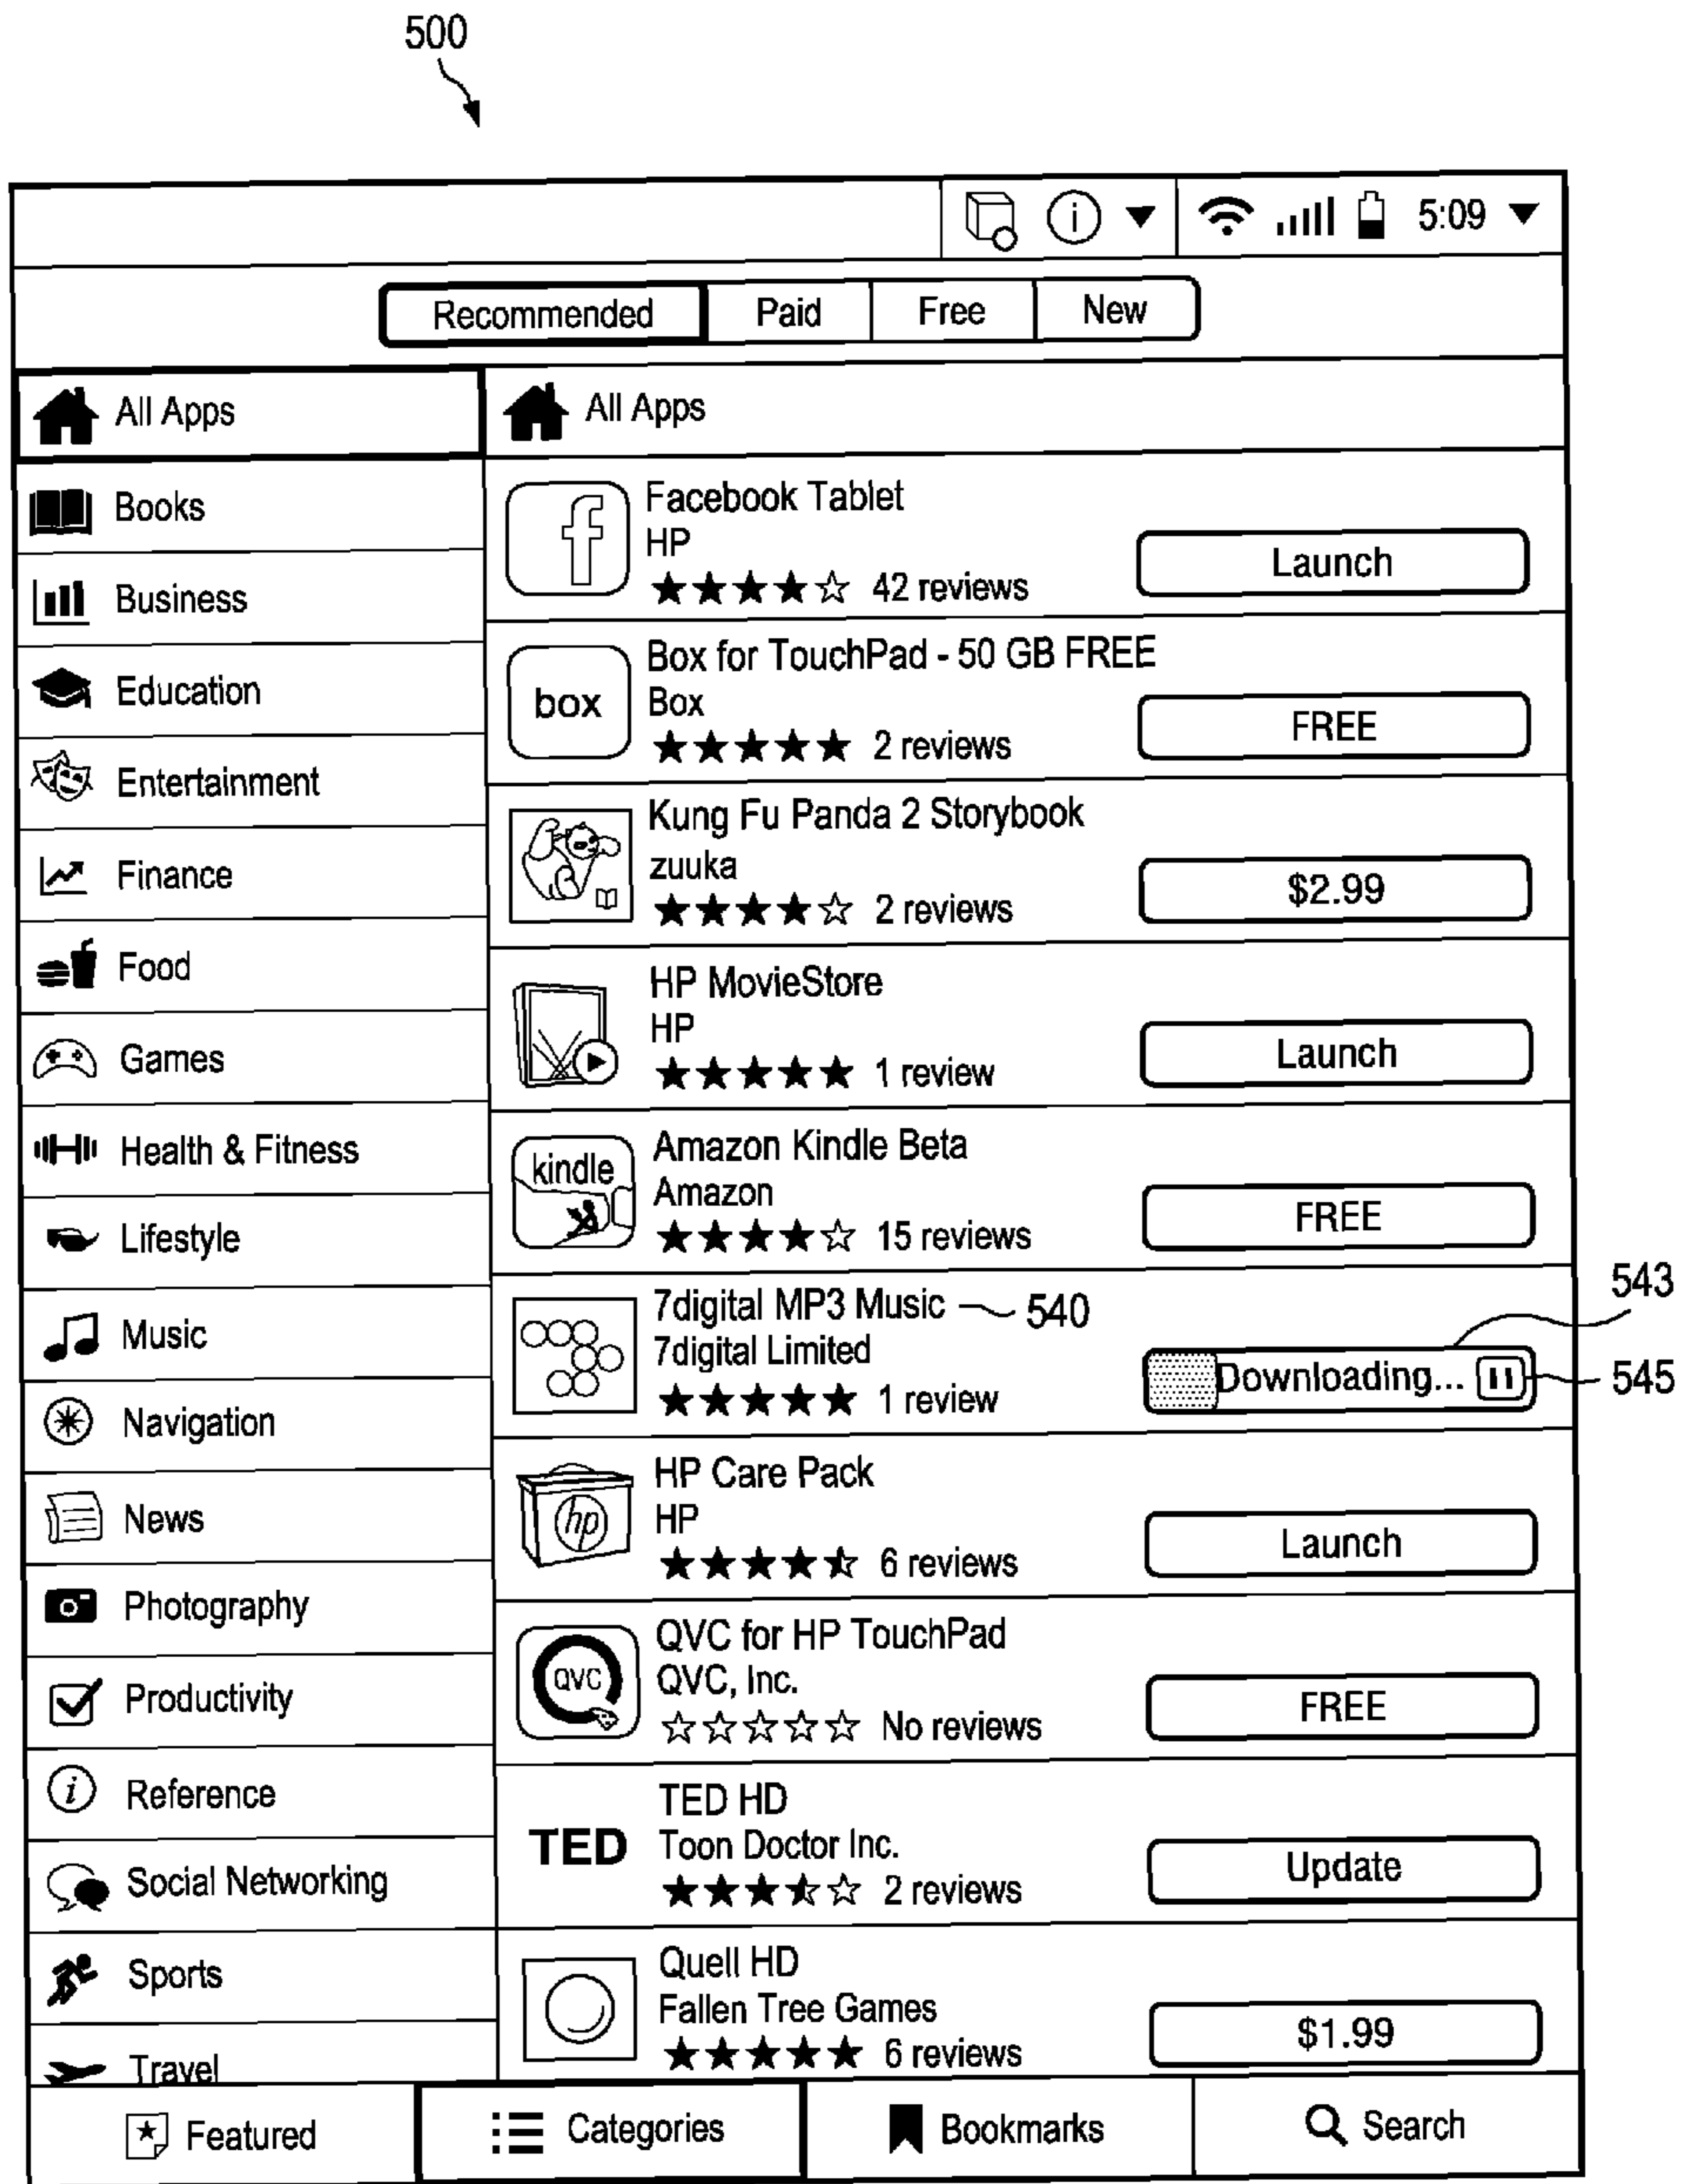 500
5:09
Recommended Paid Free New
All Apps
Books
Business
Education
Entertainment
Finance
Food
Games
Health & Fitness
Lifestyle
Music
Navigation
News
Photography
Productivity
Reference
Social Networking
Sports
Travel
All Apps
Facebook Tablet
HP
42 reviews
Launch
box
Box for TouchPad - 50 GB FREE
Box
2 reviews
FREE
Kung Fu Panda 2 Storybook
zuuka
2 reviews
$2.99
HP MovieStore
HP
1 review
Launch
kindle
Amazon Kindle Beta
Amazon
15 reviews
FREE
7digital MP3 Music 540
7digital Limited
1 review
Downloading...
543
545
hp
HP Care Pack
HP
6 reviews
Launch
QVC
QVC for HP TouchPad
QVC, Inc.
No reviews
FREE
TED
TED HD
Toon Doctor Inc.
2 reviews
Update
Quell HD
Fallen Tree Games
6 reviews
$1.99
Featured Categories Bookmarks Search